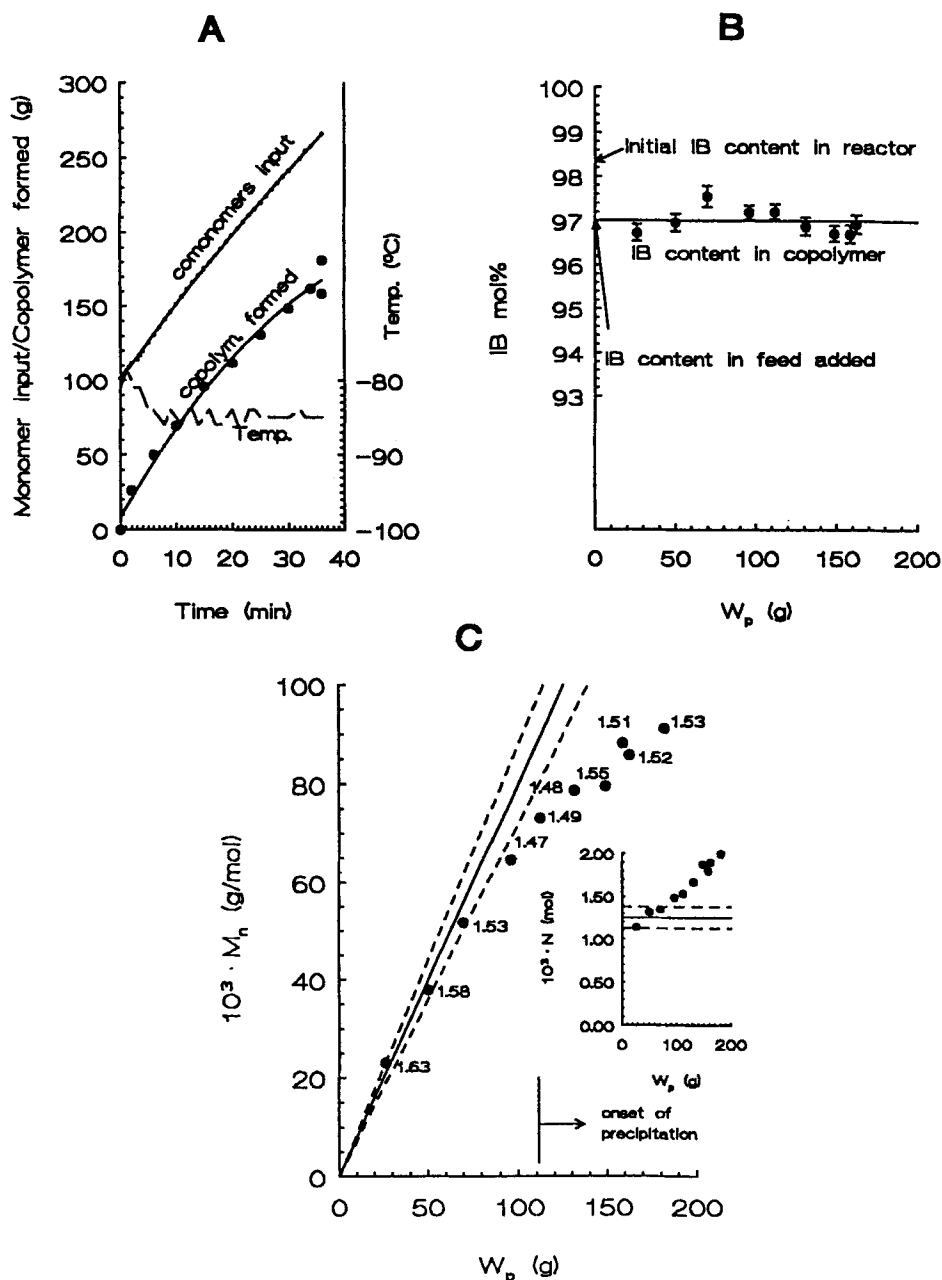 A
Monomer input/Copolymer formed (g)
300
250
200
150
100
50
0
comonomers input
copolym. formed
Temp.
Temp. (°C)
−80
−90
−100
0 10 20 30 40
Time (min)
B
IB mol%
100
99
98
97
96
95
94
93
Initial IB content in reactor
IB content in copolymer
IB content in feed added
0 50 100 150 200
Wp (g)
C
10³ · Mn (g/mol)
100
80
60
40
20
0
1.63
1.58
1.53
1.47
1.49
1.48
1.55
1.51
1.52
1.53
onset of
precipitation
0 50 100 150 200
Wp (g)
10³ · N (mol)
2.00
1.50
1.00
0.50
0.00
0 100 200
Wp (g)